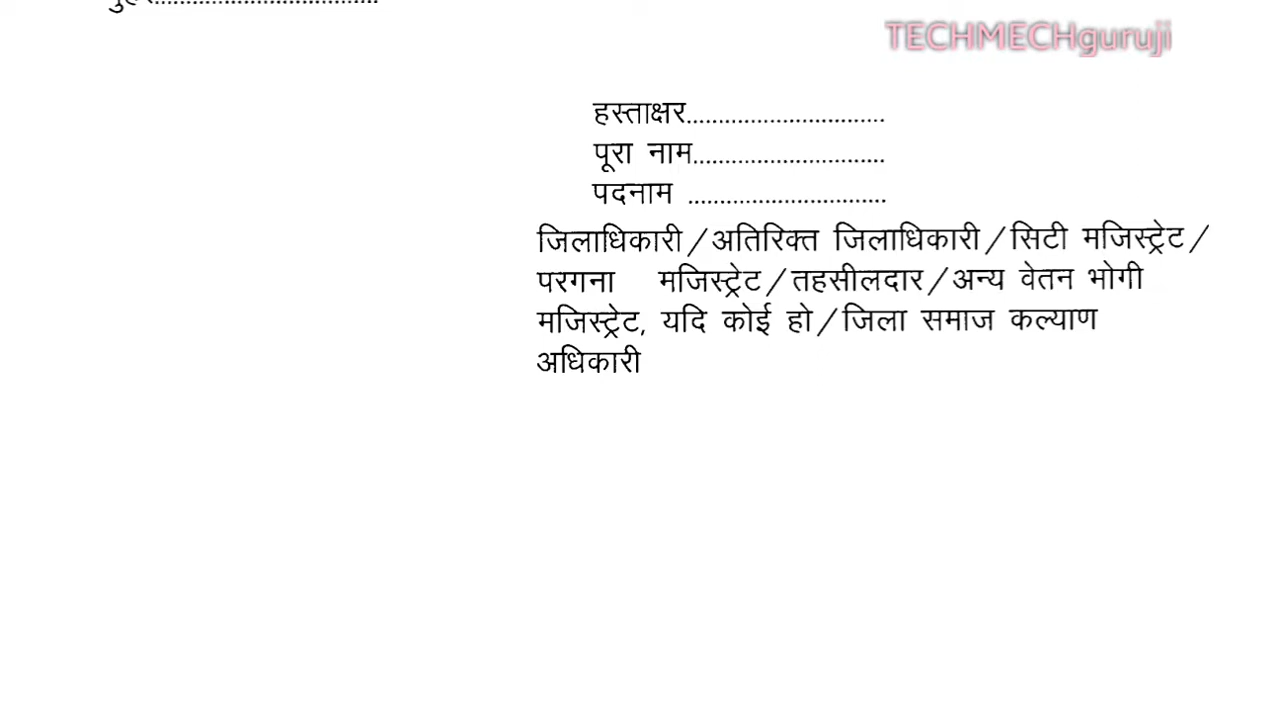 TECHMECHguruji
हस्ताक्षर...............................
पूरा नाम..............................
पदनाम ...............................
जिलाधिकारी/अतिरिक्त जिलाधिकारी/सिटी मजिस्ट्रेट/
परगना मजिस्ट्रेट/तहसीलदार/अन्य वेतन भोगी
मजिस्ट्रेट, यदि कोई हो/जिला समाज कल्याण
अधिकारी